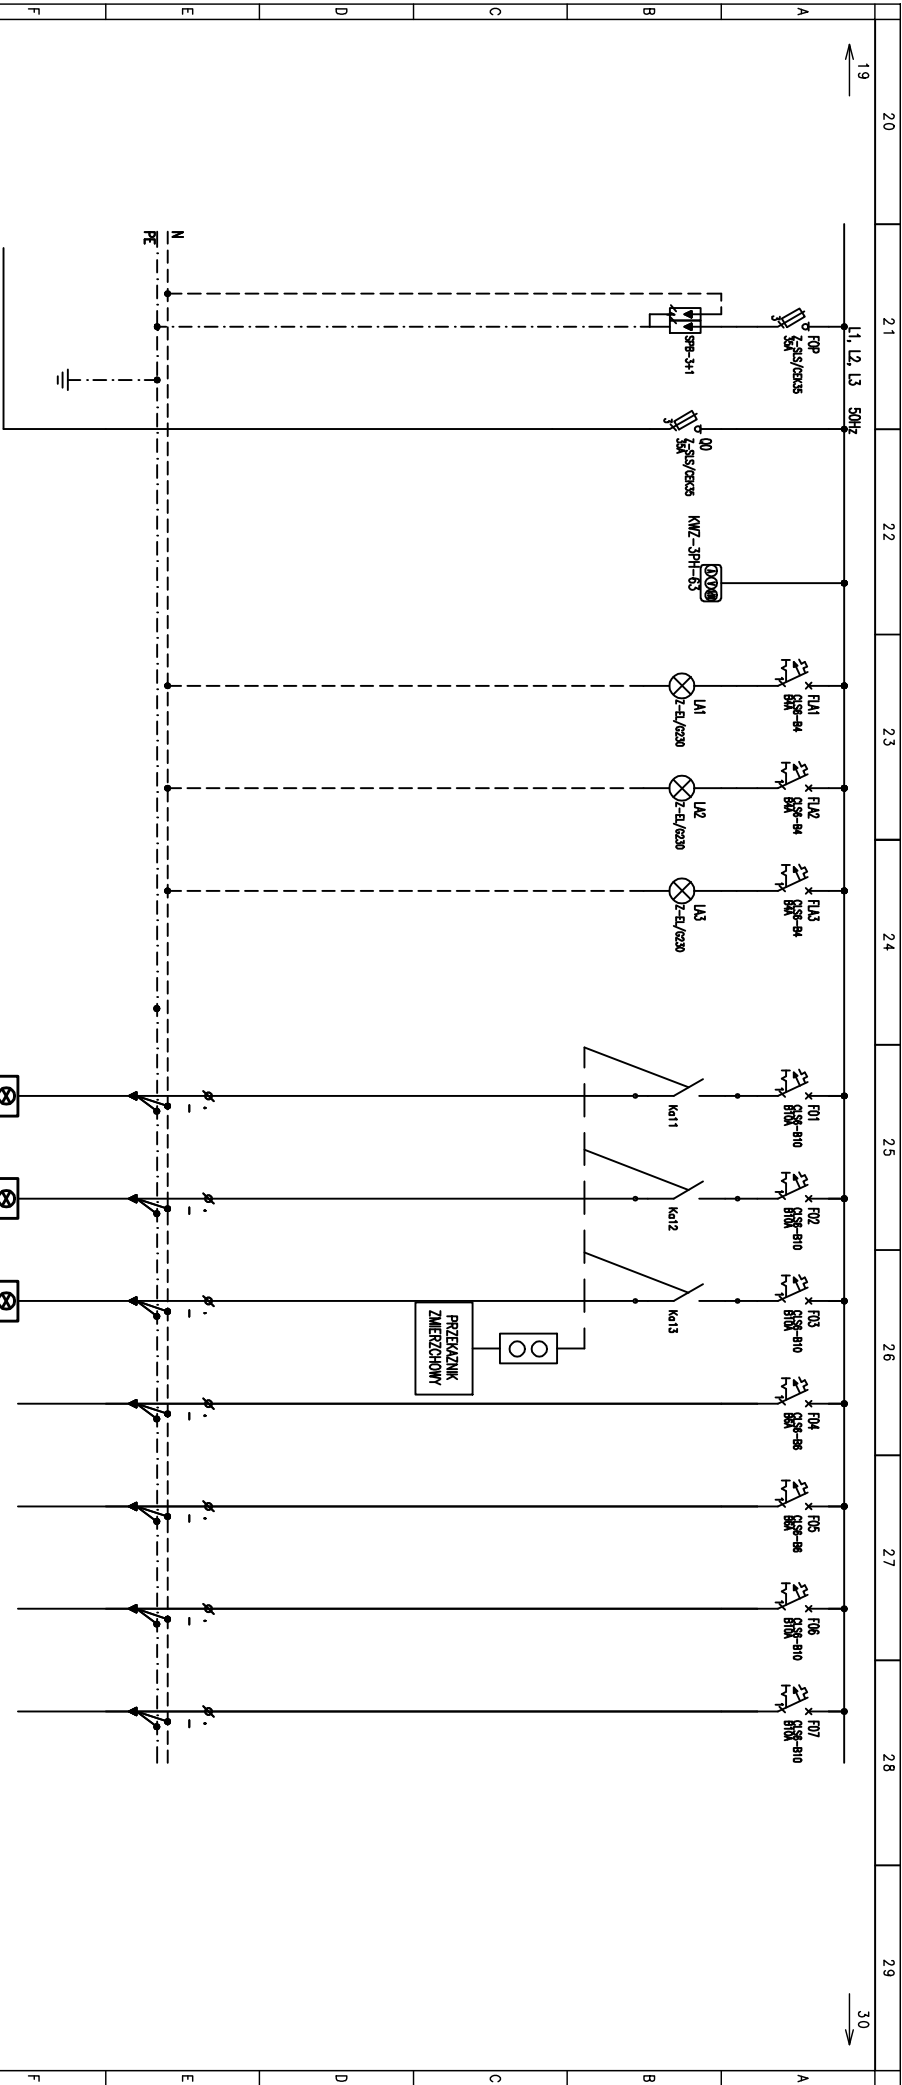 19
20
21
22
23
24
25
26
27
28
29
30
A
B
C
D
E
F
L1, L2, L3 50Hz
FOP
Z-SLS/CEK35
35A
3
SPB-3+1
Q0
Z-SLS/CEK35
35A
3
KWZ-3PH-63
FLA1
CLS6-B4
B4A
LA1
Z-EL/G230
FLA2
CLS6-B4
B4A
LA2
Z-EL/G230
FLA3
CLS6-B4
B4A
LA3
Z-EL/G230
F01
CLS6-B10
B10A
Ka11
F02
CLS6-B10
B10A
Ka12
F03
CLS6-B10
B10A
Ka13
PRZEKAZNIK
ZMIERZCHOWY
F04
CLS6-B6
B6A
F05
CLS6-B6
B6A
F06
CLS6-B10
B10A
F07
CLS6-B10
B10A
N
PE
A
B
C
D
E
F